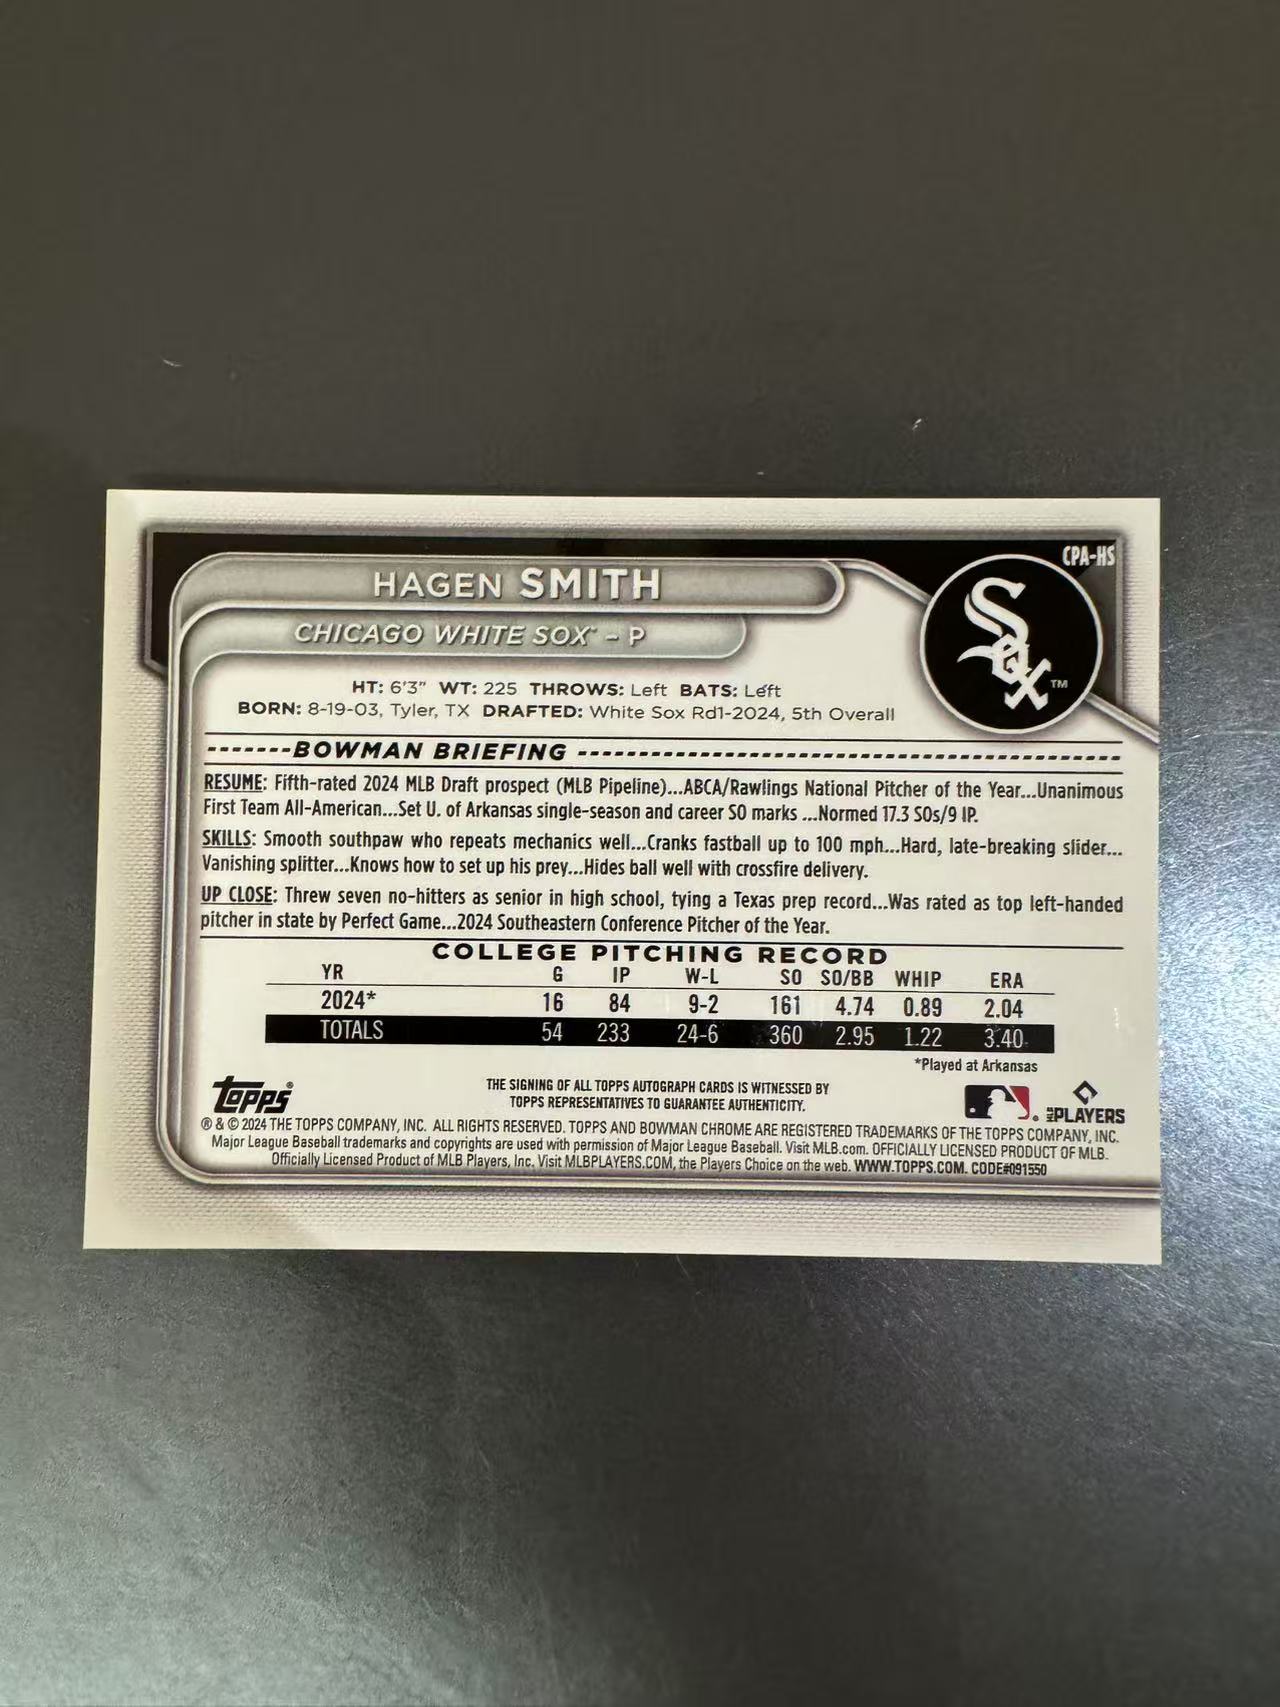 CPA-HS
HAGEN SMITH
CHICAGO WHITE SOX™ - P
SOX ™
HT: 6'3" WT: 225 THROWS: Left BATS: Left
BORN: 8-19-03, Tyler, TX DRAFTED: White Sox Rd1-2024, 5th Overall
BOWMAN BRIEFING
RESUME: Fifth-rated 2024 MLB Draft prospect (MLB Pipeline)...ABCA/Rawlings National Pitcher of the Year...Unanimous
First Team All-American...Set U. of Arkansas single-season and career SO marks ...Normed 17.3 SOs/9 IP.
SKILLS: Smooth southpaw who repeats mechanics well...Cranks fastball up to 100 mph...Hard, late-breaking slider...
Vanishing splitter...Knows how to set up his prey...Hides ball well with crossfire delivery.
UP CLOSE: Threw seven no-hitters as senior in high school, tying a Texas prep record...Was rated as top left-handed
pitcher in state by Perfect Game...2024 Southeastern Conference Pitcher of the Year.
COLLEGE PITCHING RECORD
YR G IP W-L SO SO/BB WHIP ERA
2024* 16 84 9-2 161 4.74 0.89 2.04
TOTALS 54 233 24-6 360 2.95 1.22 3.40
*Played at Arkansas
Topps®
THE SIGNING OF ALL TOPPS AUTOGRAPH CARDS IS WITNESSED BY
TOPPS REPRESENTATIVES TO GUARANTEE AUTHENTICITY.
MLB PLAYERS
® & © 2024 THE TOPPS COMPANY, INC. ALL RIGHTS RESERVED. TOPPS AND BOWMAN CHROME ARE REGISTERED TRADEMARKS OF THE TOPPS COMPANY, INC.
Major League Baseball trademarks and copyrights are used with permission of Major League Baseball. Visit MLB.com. OFFICIALLY LICENSED PRODUCT OF MLB.
Officially Licensed Product of MLB Players, Inc. Visit MLBPLAYERS.COM, the Players Choice on the web. WWW.TOPPS.COM. CODE#091550